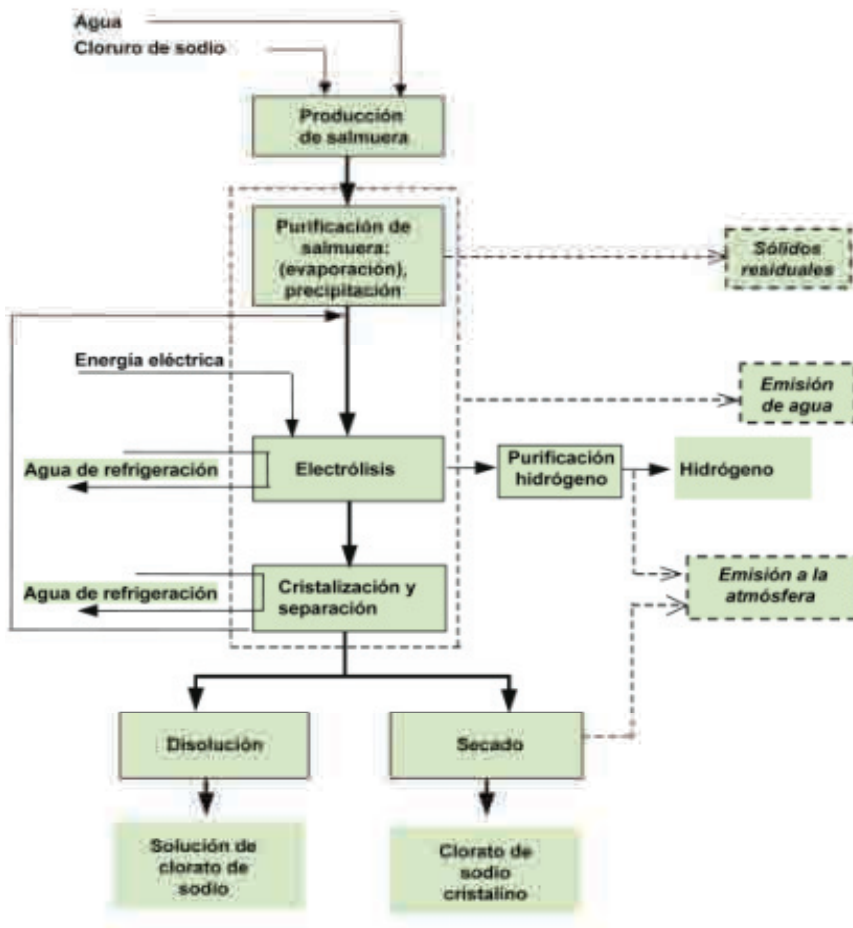 Agua
Cloruro de sodio
Producción
de salmuera
Purificación de
salmuera:
(evaporación),
precipitación
Sólidos
residuales
Energía eléctrica
Emisión
de agua
Agua de refrigeración
Electrólisis
Purificación
hidrógeno
Hidrógeno
Agua de refrigeración
Cristalización y
separación
Emisión a la
atmósfera
Disolución
Secado
Solución de
clorato de
sodio
Clorato de
sodio
cristalino